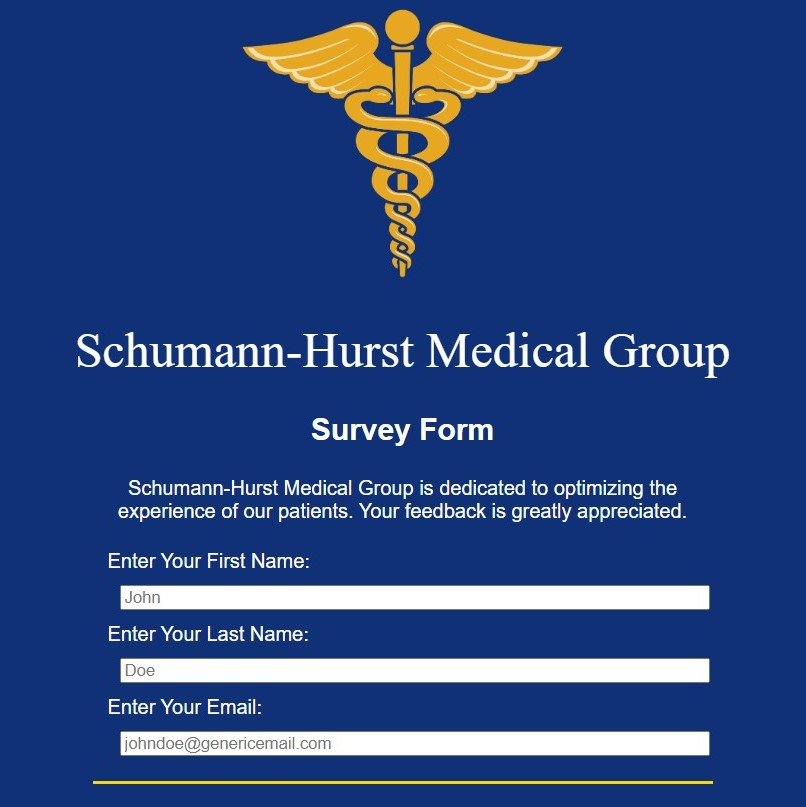 Schumann-Hurst Medical Group
Survey Form
Schumann-Hurst Medical Group is dedicated to optimizing the
experience of our patients. Your feedback is greatly appreciated.
Enter Your First Name:
John
Enter Your Last Name:
Doe
Enter Your Email:
johndoe@genericemail.com